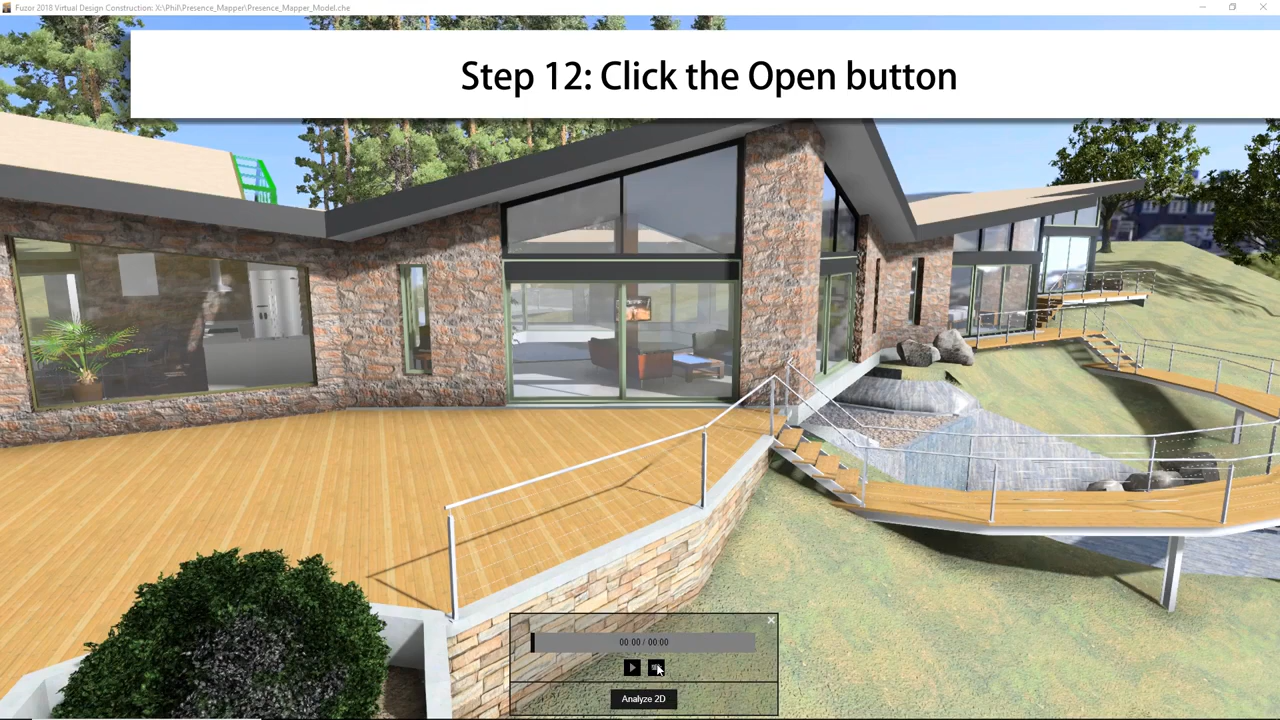 Fuzor 2018 Virtual Design Construction: X:\Phil\Presence_Mapper\Presence_Mapper_Model.che
Step 12: Click the Open button
00:00 / 00:00
Analyze 2D